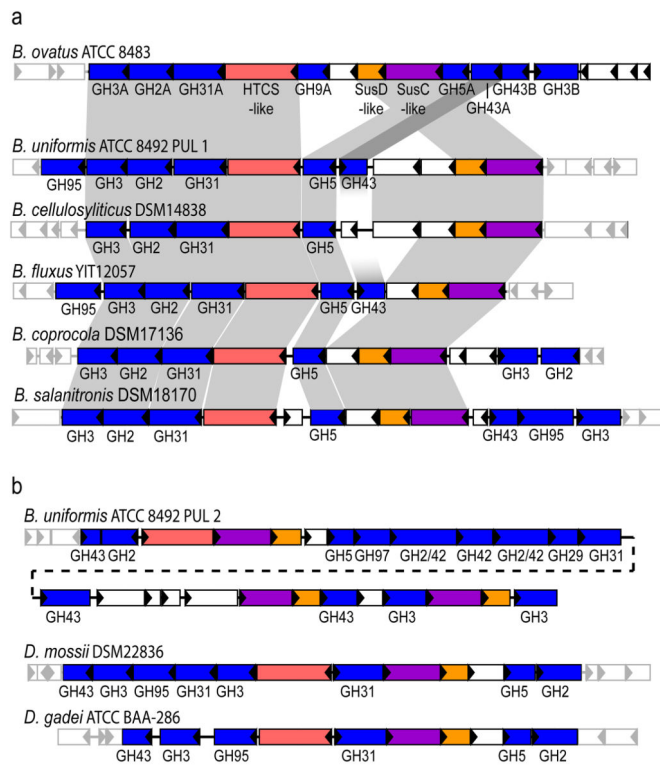 a
B. ovatus ATCC 8483
GH3A GH2A GH31A HTCS GH9A SusD SusC GH5A GH43B GH3B
-like -like -like GH43A
B. uniformis ATCC 8492 PUL 1
GH95 GH3 GH2 GH31 GH5 GH43
B. cellulosyliticus DSM14838
GH3 GH2 GH31 GH5
B. fluxus YIT12057
GH95 GH3 GH2 GH31 GH5 GH43
B. coprocola DSM17136
GH3 GH2 GH31 GH5 GH3 GH2
B. salanitronis DSM18170
GH3 GH2 GH31 GH5 GH43 GH95 GH3
b
B. uniformis ATCC 8492 PUL 2
GH43 GH2 GH5 GH97 GH2/42 GH42 GH2/42 GH29 GH31
GH43 GH43 GH3 GH3
D. mossii DSM22836
GH43 GH3 GH95 GH31 GH3 GH31 GH5 GH2
D. gadei ATCC BAA-286
GH43 GH3 GH95 GH31 GH5 GH2